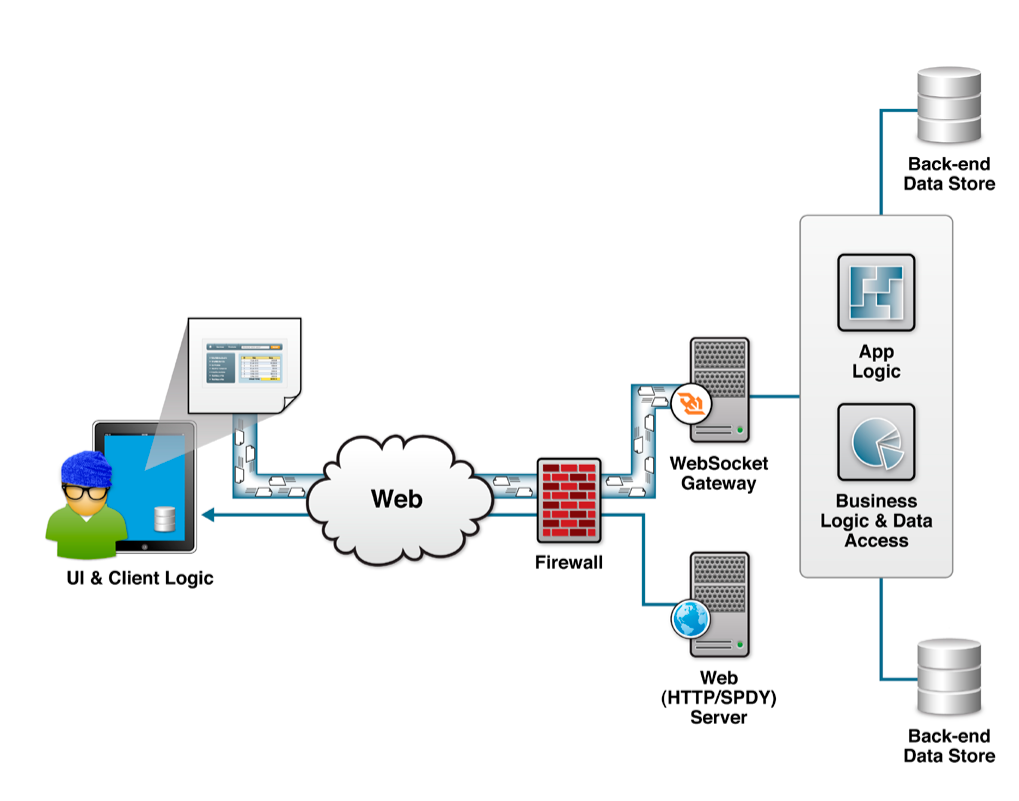 Back-end
Data Store
App
Logic
Business
Logic & Data
Access
WebSocket
Gateway
Web
Firewall
UI & Client Logic
Web
(HTTP/SPDY)
Server
Back-end
Data Store